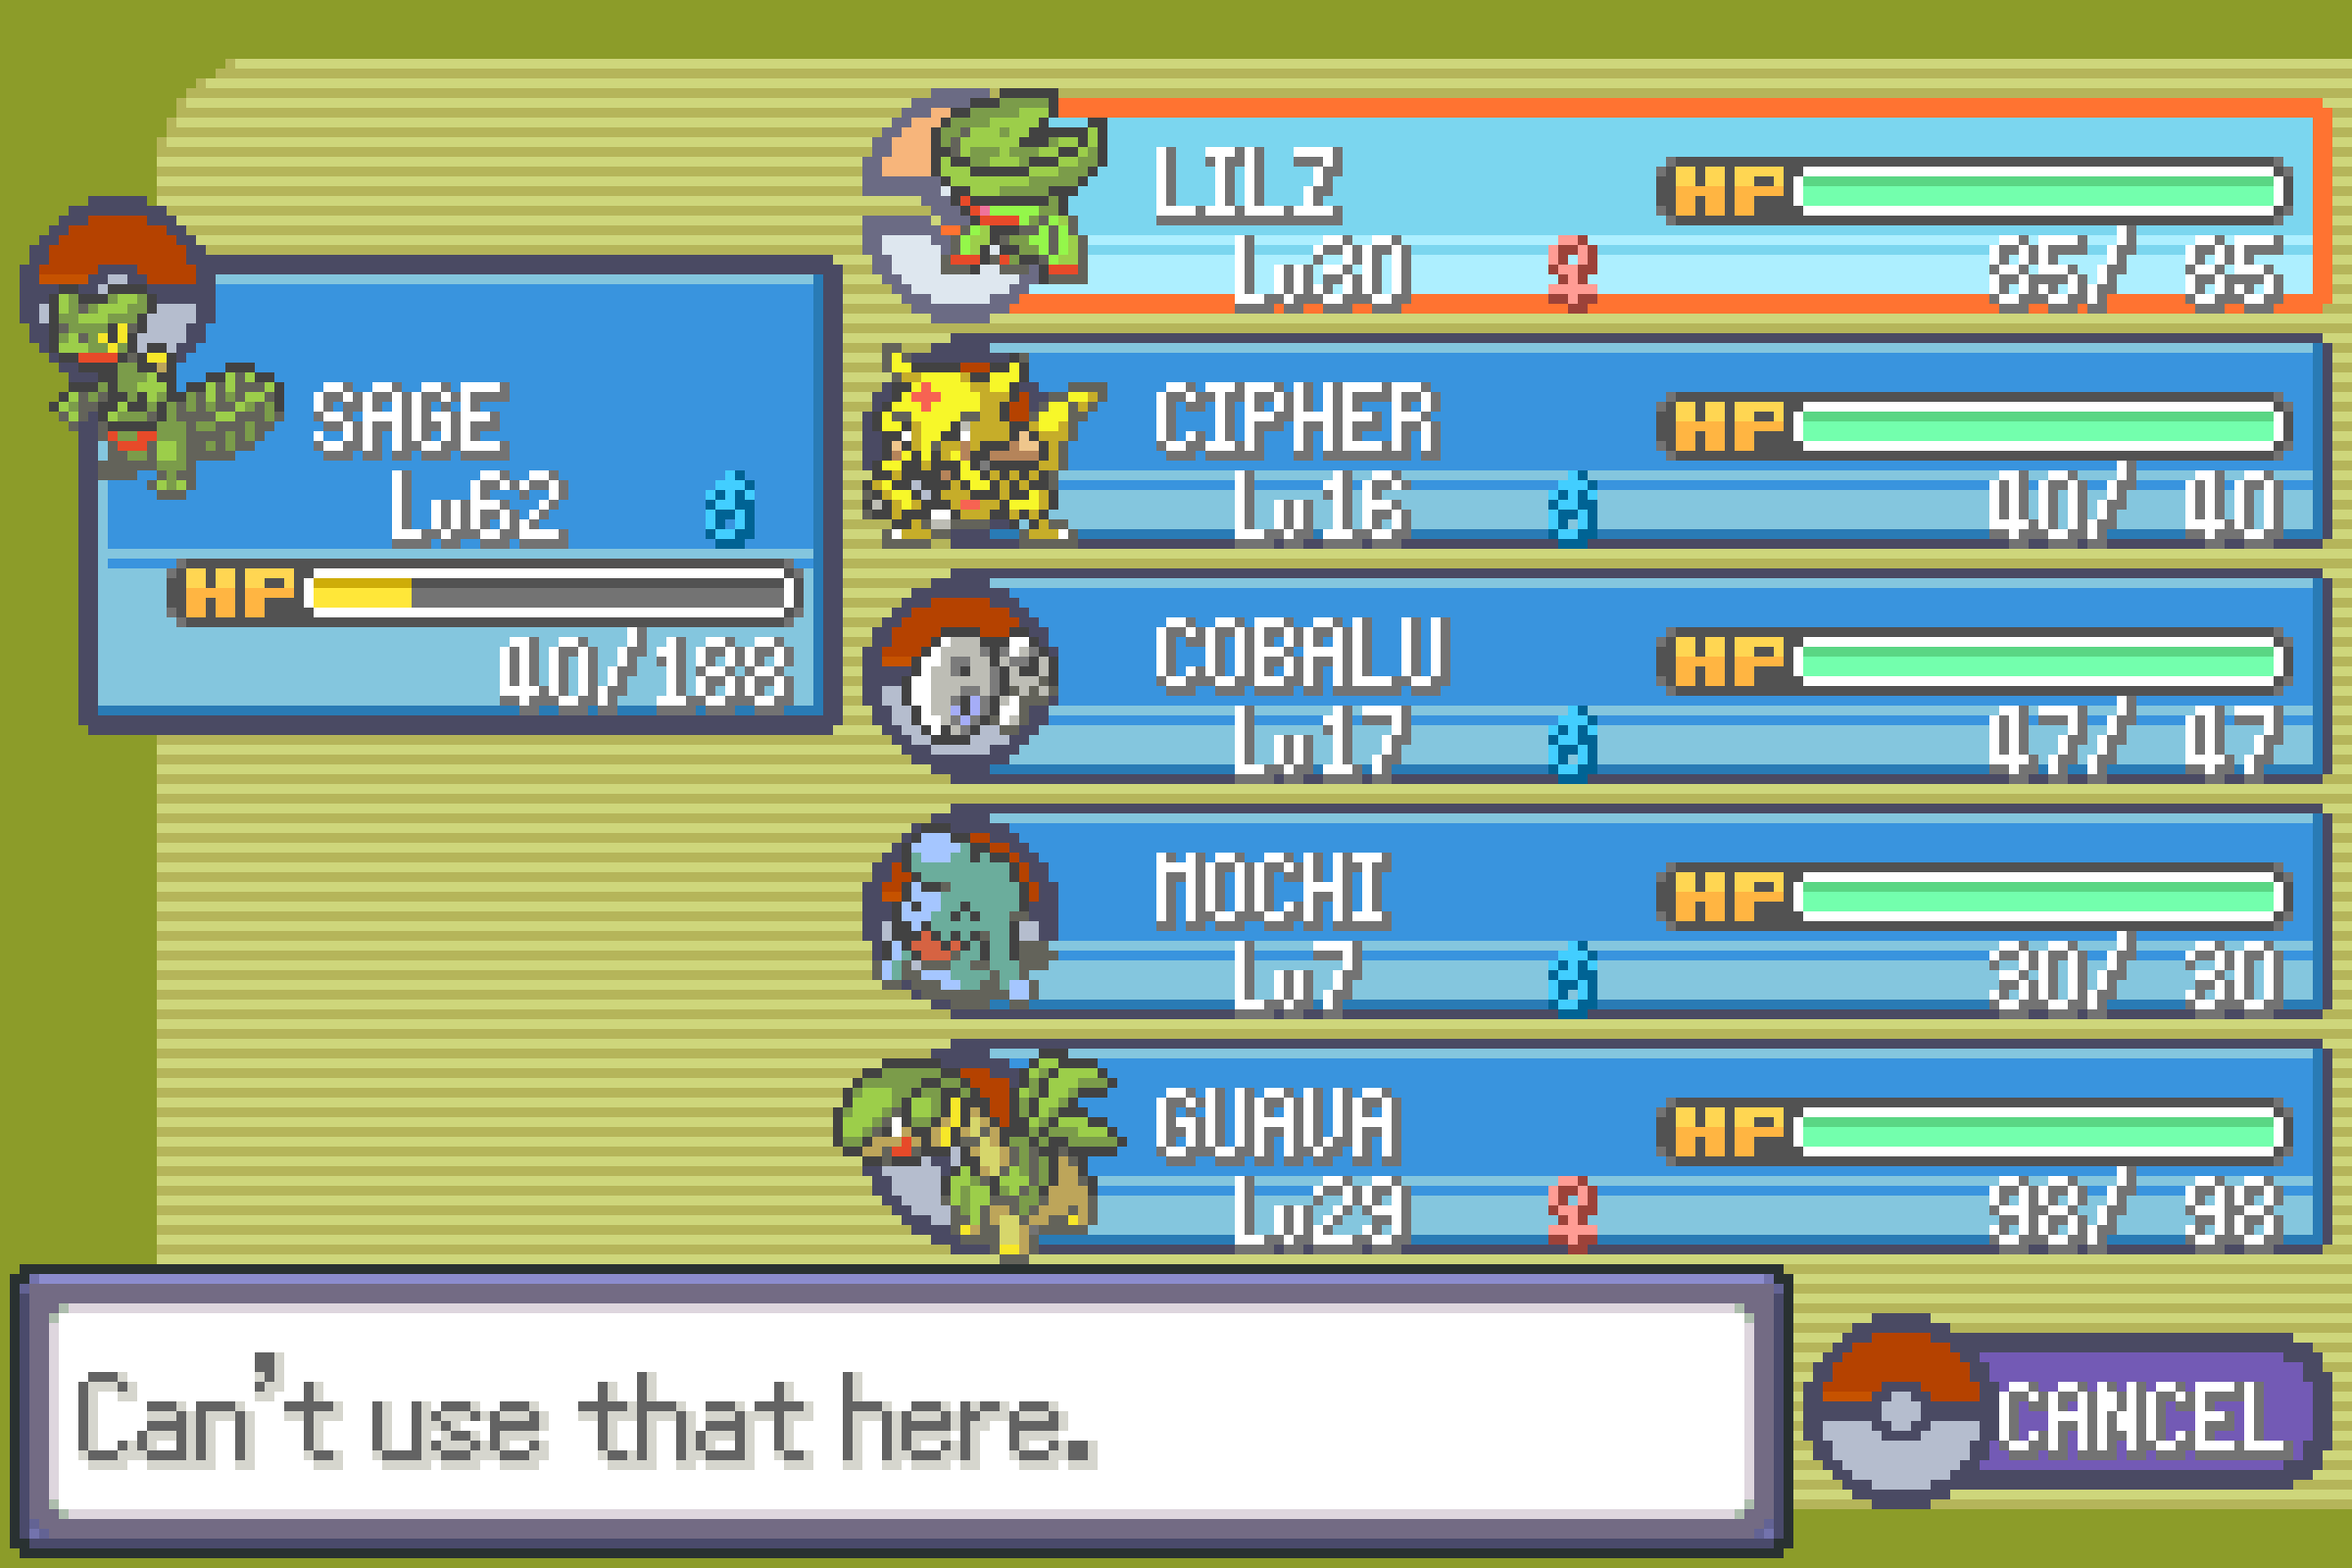 SAGE
Lv62 ♂
HP
40/188
LILZ HP
Lv30 ♀ 85/ 85
CIPHER HP
Lv16 ♂ 40/ 40
COBALU HP
Lv17 ♂ 47/ 47
MOCHI HP
Lv7 ♂ 30/ 30
GUAVA HP
Lv29 ♀ 98/ 98
Can't use that here.
CANCEL